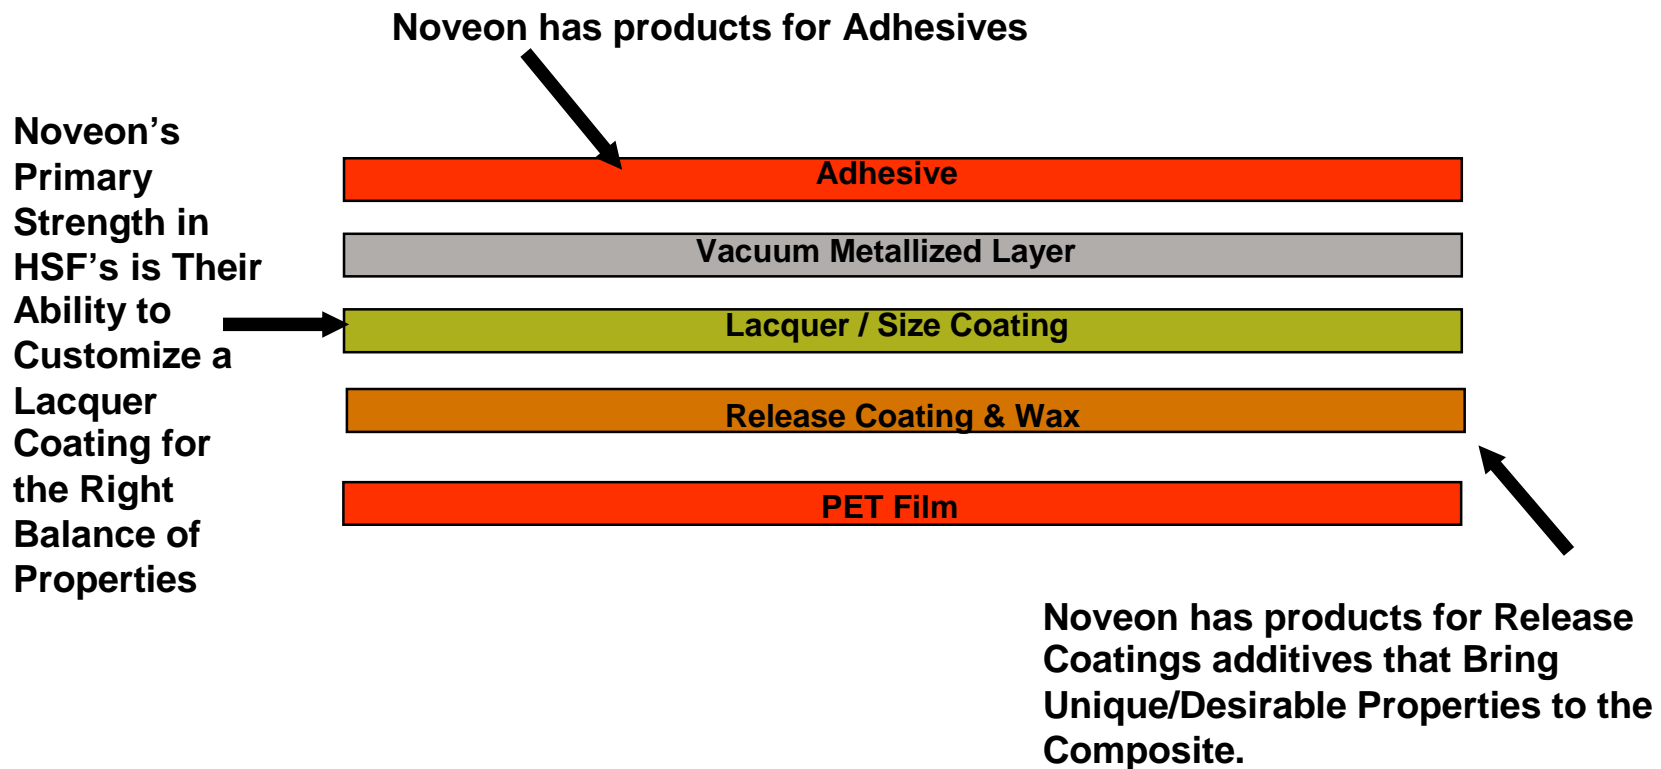 Noveon has products for Adhesives
Noveon’s
Primary
Strength in
HSF’s is Their
Ability to
Customize a
Lacquer
Coating for
the Right
Balance of
Properties
Adhesive
Vacuum Metallized Layer
Lacquer / Size Coating
Release Coating & Wax
PET Film
Noveon has products for Release
Coatings additives that Bring
Unique/Desirable Properties to the
Composite.